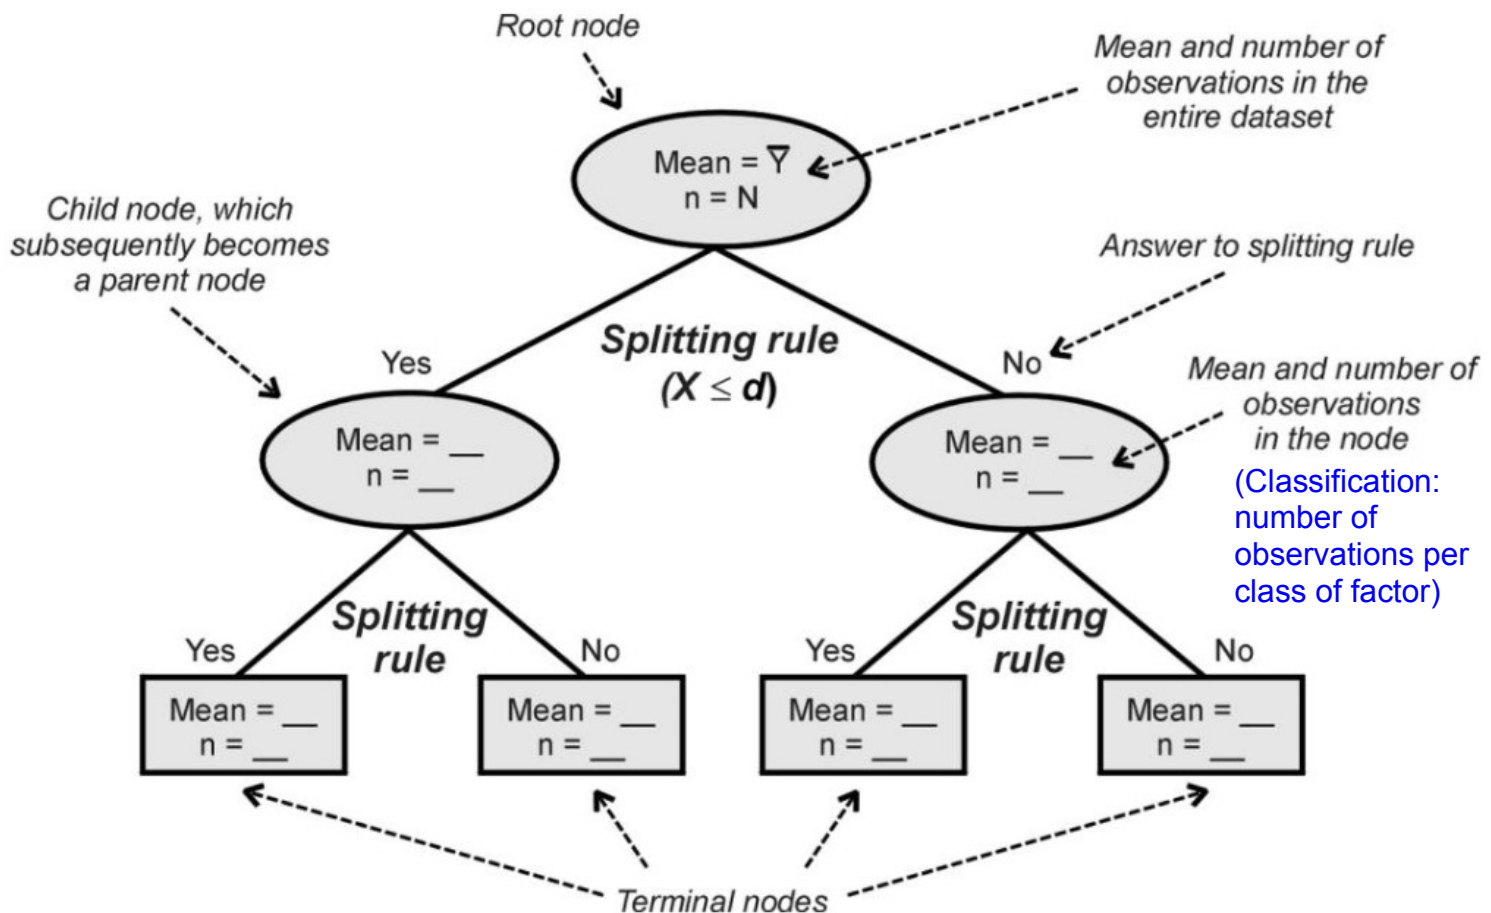 Root node
Mean and number of
observations in the
entire dataset
Mean = Y̅
n = N
Child node, which
subsequently becomes
a parent node
Answer to splitting rule
Yes
Splitting rule
(X ≤ d)
No
Mean and number of
observations
in the node
(Classification:
number of
observations per
class of factor)
Mean = __
n = __
Mean = __
n = __
Yes
Splitting
rule
No
Yes
Splitting
rule
No
Mean = __
n = __
Mean = __
n = __
Mean = __
n = __
Mean = __
n = __
Terminal nodes